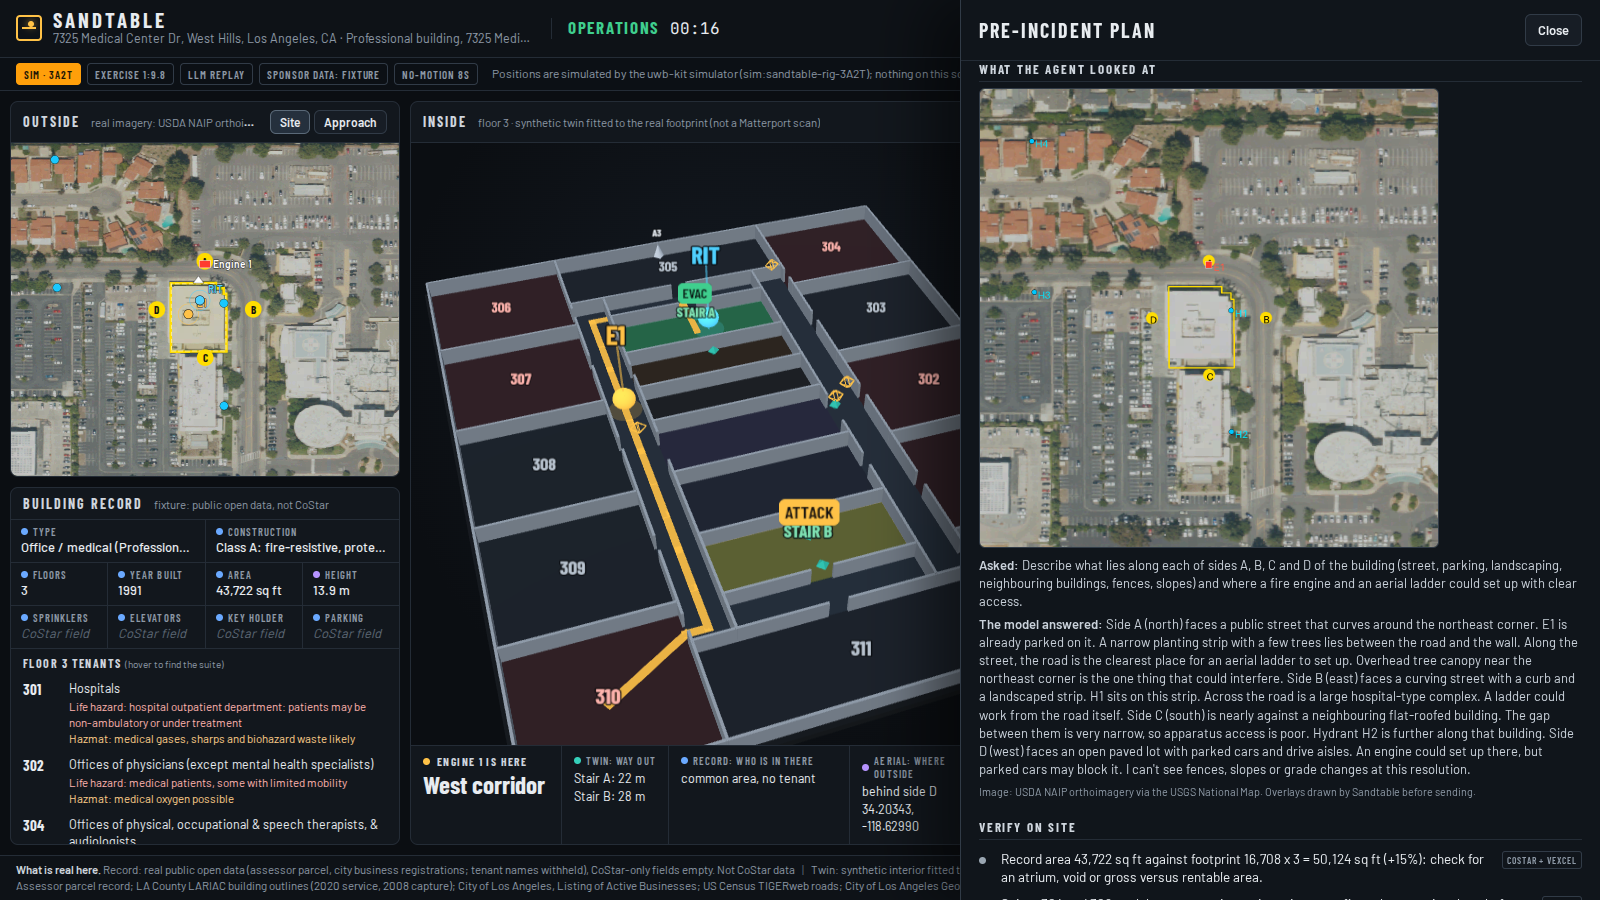 SANDTABLE
7325 Medical Center Dr, West Hills, Los Angeles, CA · Professional building, 7325 Medi...
OPERATIONS 00:16
SIM · 3A2T
EXERCISE 1:9.8
LLM REPLAY
SPONSOR DATA: FIXTURE
NO-MOTION 8S
Positions are simulated by the uwb-kit simulator (sim:sandtable-rig-3A2T); nothing on this sc
OUTSIDE
real imagery: USDA NAIP orthoi...
Site
Approach
Engine 1
D
B
C
BUILDING RECORD
fixture: public open data, not CoStar
TYPE
Office / medical (Profession...
CONSTRUCTION
Class A: fire-resistive, prote...
FLOORS
3
YEAR BUILT
1991
AREA
43,722 sq ft
HEIGHT
13.9 m
SPRINKLERS
CoStar field
ELEVATORS
CoStar field
KEY HOLDER
CoStar field
PARKING
CoStar field
FLOOR 3 TENANTS (hover to find the suite)
301
Hospitals
Life hazard: hospital outpatient department: patients may be
non-ambulatory or under treatment
Hazmat: medical gases, sharps and biohazard waste likely
302
Offices of physicians (except mental health specialists)
Life hazard: medical patients, some with limited mobility
Hazmat: medical oxygen possible
304
Offices of physical, occupational & speech therapists, &
audiologists
INSIDE
floor 3 · synthetic twin fitted to the real footprint (not a Matterport scan)
A3
305
RIT
304
306
EVAC
STAIR A
303
E1
307
302
308
ATTACK
STAIR B
309
311
310
ENGINE 1 IS HERE
West corridor
TWIN: WAY OUT
Stair A: 22 m
Stair B: 28 m
RECORD: WHO IS IN THERE
common area, no tenant
AERIAL: WHERE
OUTSIDE
behind side D
34.20343,
-118.62990
What is real here. Record: real public open data (assessor parcel, city business registrations; tenant names withheld), CoStar-only fields empty. Not CoStar data | Twin: synthetic interior fitted t
Assessor parcel record; LA County LARIAC building outlines (2020 service, 2008 capture); City of Los Angeles, Listing of Active Businesses; US Census TIGERweb roads; City of Los Angeles Geo
PRE-INCIDENT PLAN
Close
WHAT THE AGENT LOOKED AT
H4
H3
D
B
C
H2
Asked: Describe what lies along each of sides A, B, C and D of the building (street, parking, landscaping,
neighbouring buildings, fences, slopes) and where a fire engine and an aerial ladder could set up with clear
access.
The model answered: Side A (north) faces a public street that curves around the northeast corner. E1 is
already parked on it. A narrow planting strip with a few trees lies between the road and the wall. Along the
street, the road is the clearest place for an aerial ladder to set up. Overhead tree canopy near the
northeast corner is the one thing that could interfere. Side B (east) faces a curving street with a curb and
a landscaped strip. H1 sits on this strip. Across the road is a large hospital-type complex. A ladder could
work from the road itself. Side C (south) is nearly against a neighbouring flat-roofed building. The gap
between them is very narrow, so apparatus access is poor. Hydrant H2 is further along that building. Side
D (west) faces an open paved lot with parked cars and drive aisles. An engine could set up there, but
parked cars may block it. I can't see fences, slopes or grade changes at this resolution.
Image: USDA NAIP orthoimagery via the USGS National Map. Overlays drawn by Sandtable before sending.
VERIFY ON SITE
Record area 43,722 sq ft against footprint 16,708 x 3 = 50,124 sq ft (+15%): check for
an atrium, void or gross versus rentable area.
COSTAR + VEXCEL